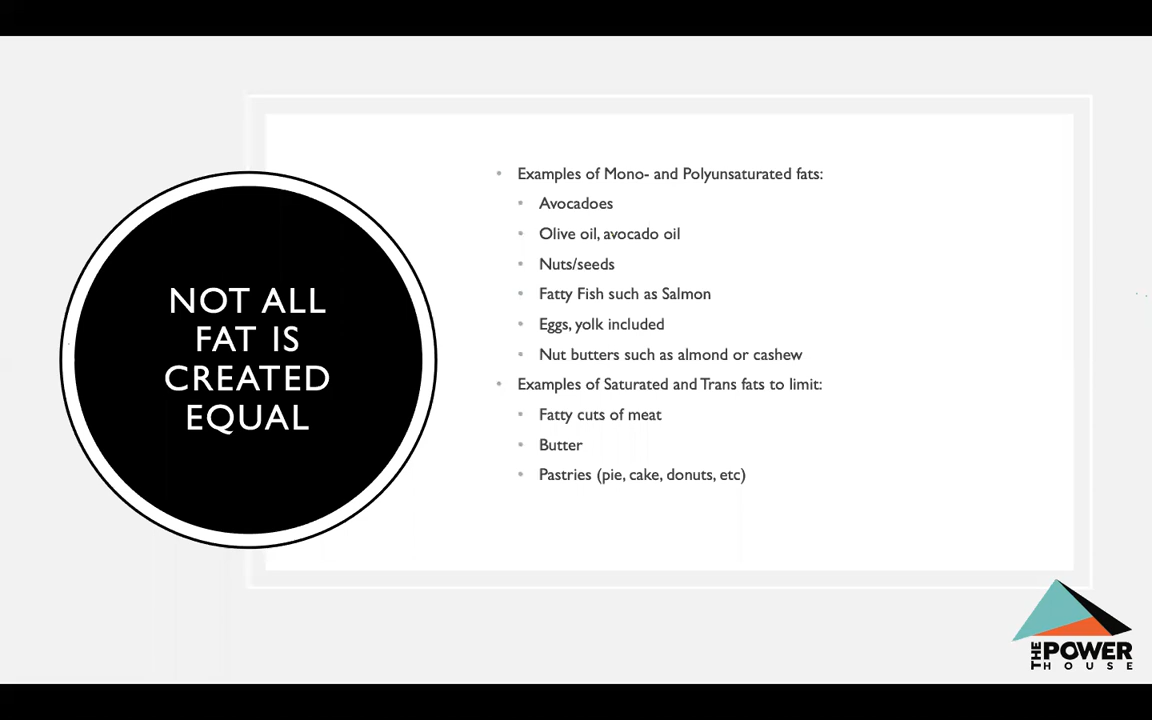 NOT ALL
FAT IS
CREATED
EQUAL
Examples of Mono- and Polyunsaturated fats:
Avocadoes
Olive oil, avocado oil
Nuts/seeds
Fatty Fish such as Salmon
Eggs, yolk included
Nut butters such as almond or cashew
Examples of Saturated and Trans fats to limit:
Fatty cuts of meat
Butter
Pastries (pie, cake, donuts, etc)
THE POWER
HOUSE